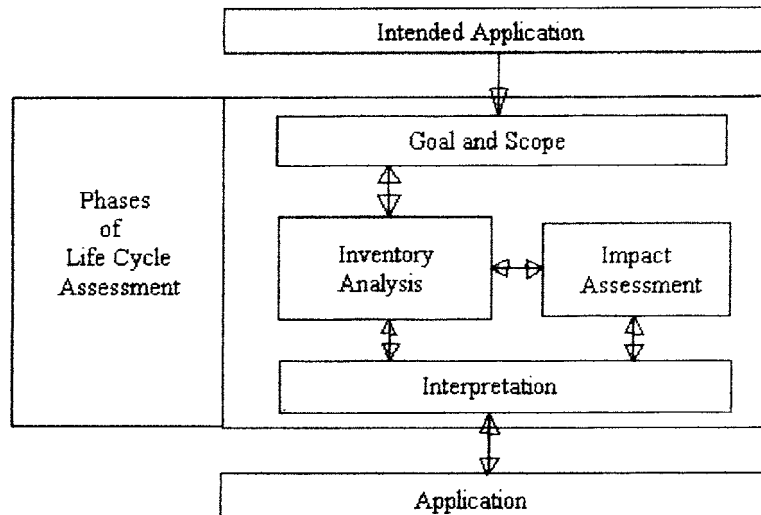 Intended Application
Goal and Scope
Phases
of
Life Cycle
Assessment
Inventory
Analysis
Impact
Assessment
Interpretation
Application